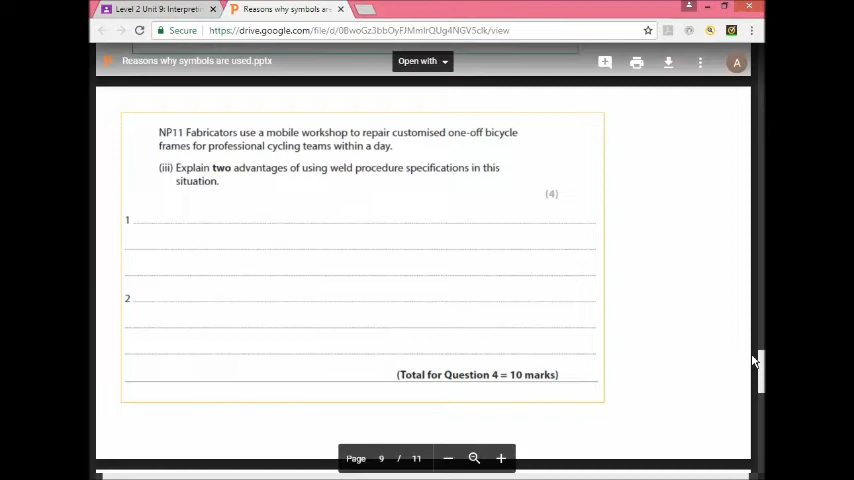 Level 2 Unit 9: Interpretin
Reasons why symbols are
Secure
https://drive.google.com/file/d/0BwoGz3bbOyFJMmIrQUg4NGV5clk/view
Reasons why symbols are used.pptx
Open with
A
NP11 Fabricators use a mobile workshop to repair customised one-off bicycle
frames for professional cycling teams within a day.
(iii) Explain two advantages of using weld procedure specifications in this
situation.
(4)
1
2
(Total for Question 4 = 10 marks)
Page 9 / 11